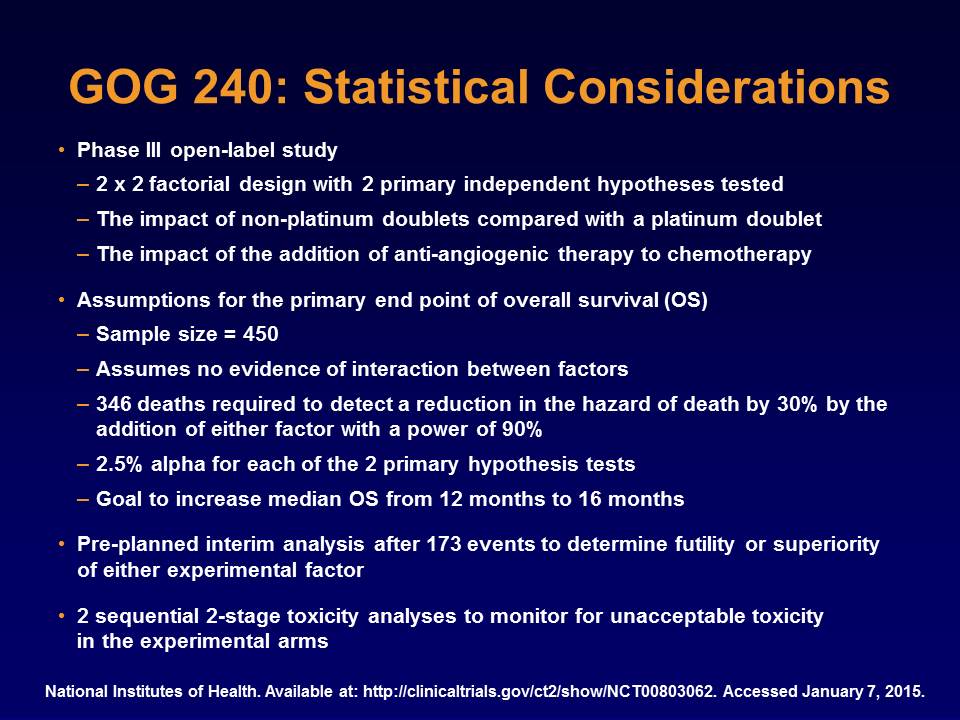 GOG 240: Statistical Considerations
• Phase III open-label study
– 2 x 2 factorial design with 2 primary independent hypotheses tested
– The impact of non-platinum doublets compared with a platinum doublet
– The impact of the addition of anti-angiogenic therapy to chemotherapy
• Assumptions for the primary end point of overall survival (OS)
– Sample size = 450
– Assumes no evidence of interaction between factors
– 346 deaths required to detect a reduction in the hazard of death by 30% by the
addition of either factor with a power of 90%
– 2.5% alpha for each of the 2 primary hypothesis tests
– Goal to increase median OS from 12 months to 16 months
• Pre-planned interim analysis after 173 events to determine futility or superiority
of either experimental factor
• 2 sequential 2-stage toxicity analyses to monitor for unacceptable toxicity
in the experimental arms
National Institutes of Health. Available at: http://clinicaltrials.gov/ct2/show/NCT00803062. Accessed January 7, 2015.